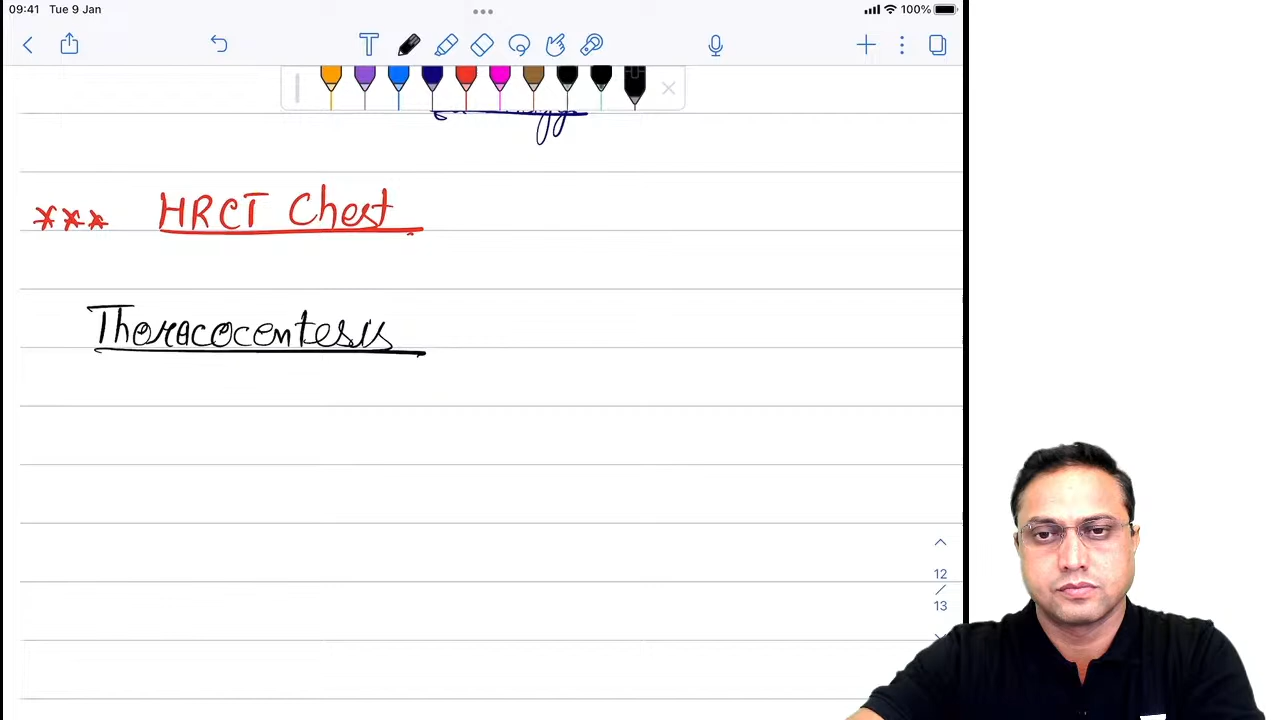 09:41 Tue 9 Jan
100%
T
*** HRCT Chest
Thoracocentesis
12
/
13